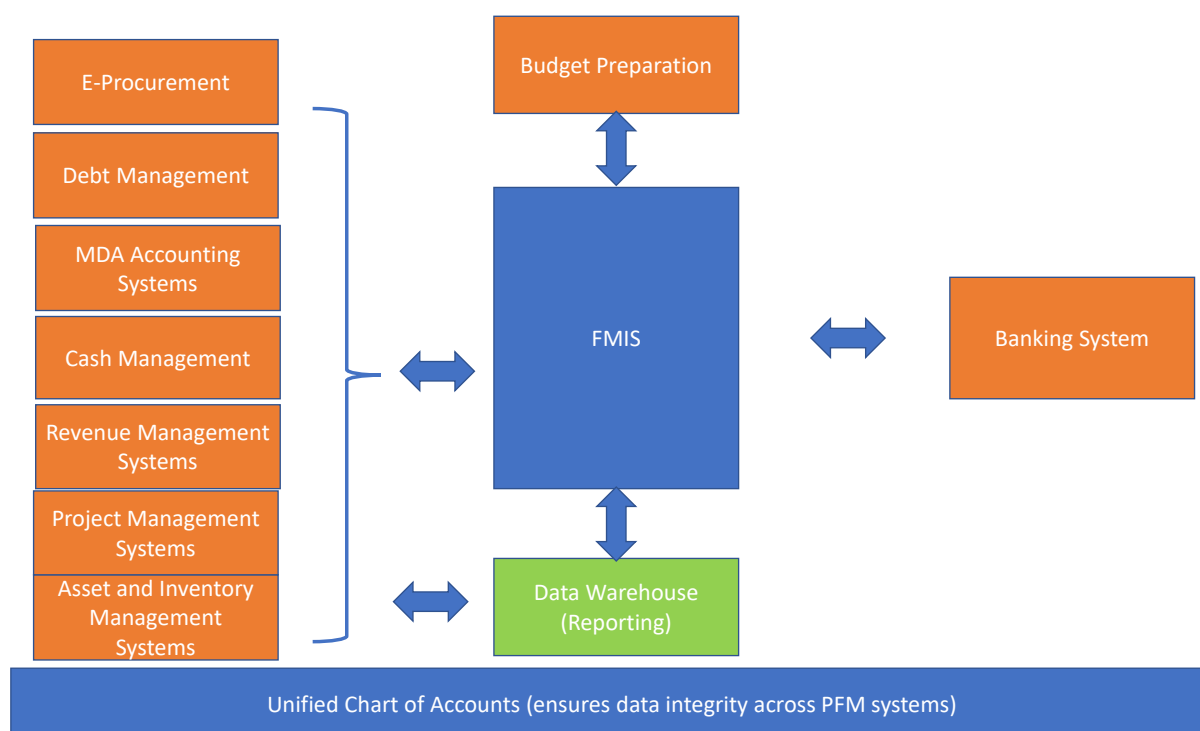 E-Procurement
Debt Management
MDA Accounting
Systems
Cash Management
Revenue Management
Systems
Project Management
Systems
Asset and Inventory
Management
Systems
Budget Preparation
FMIS
Data Warehouse
(Reporting)
Banking System
Unified Chart of Accounts (ensures data integrity across PFM systems)